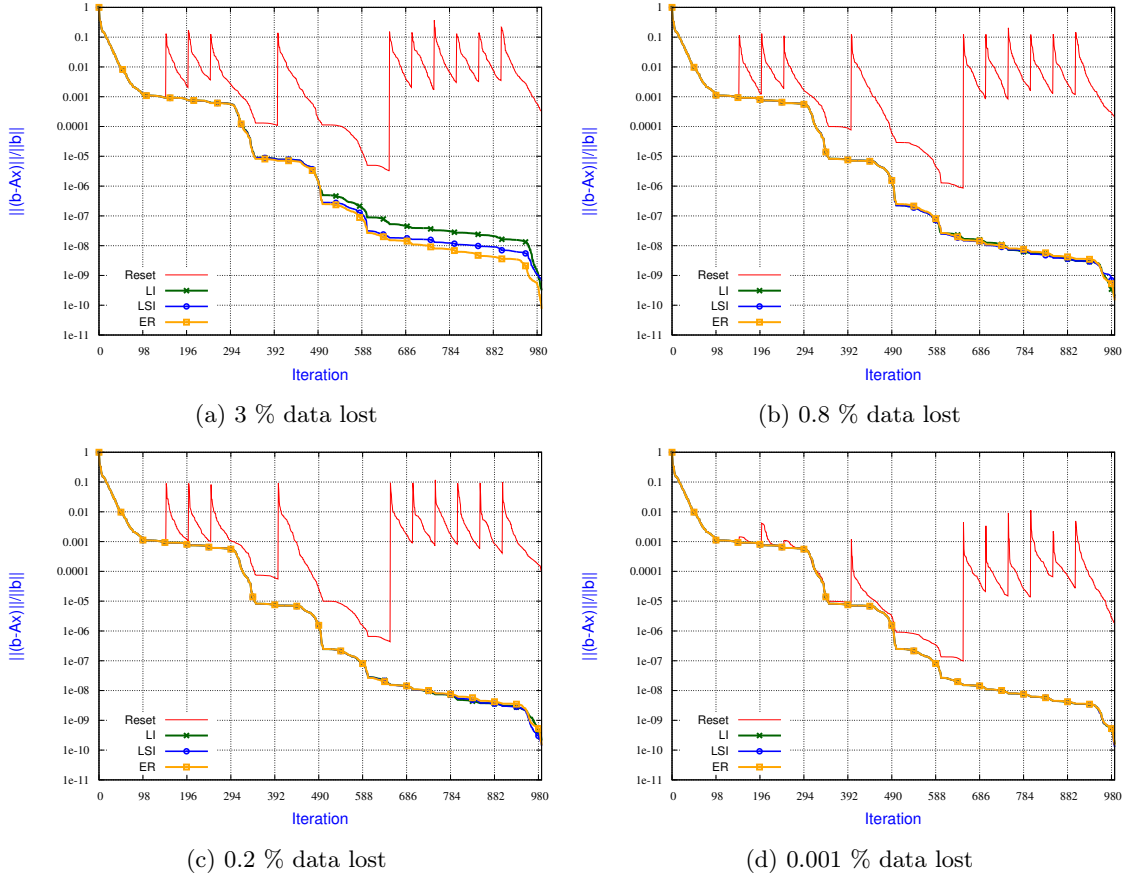 1
0.1
0.01
0.001
0.0001
1e-05
1e-06
1e-07
1e-08
1e-09
1e-10
1e-11
||(b-Ax)||/||b||
Reset
LI
LSI
ER
0 98 196 294 392 490 588 686 784 882 980
Iteration
(a) 3 % data lost
1
0.1
0.01
0.001
0.0001
1e-05
1e-06
1e-07
1e-08
1e-09
1e-10
1e-11
||(b-Ax)||/||b||
Reset
LI
LSI
ER
0 98 196 294 392 490 588 686 784 882 980
Iteration
(b) 0.8 % data lost
1
0.1
0.01
0.001
0.0001
1e-05
1e-06
1e-07
1e-08
1e-09
1e-10
1e-11
||(b-Ax)||/||b||
Reset
LI
LSI
ER
0 98 196 294 392 490 588 686 784 882 980
Iteration
(c) 0.2 % data lost
1
0.1
0.01
0.001
0.0001
1e-05
1e-06
1e-07
1e-08
1e-09
1e-10
1e-11
||(b-Ax)||/||b||
Reset
LI
LSI
ER
0 98 196 294 392 490 588 686 784 882 980
Iteration
(d) 0.001 % data lost